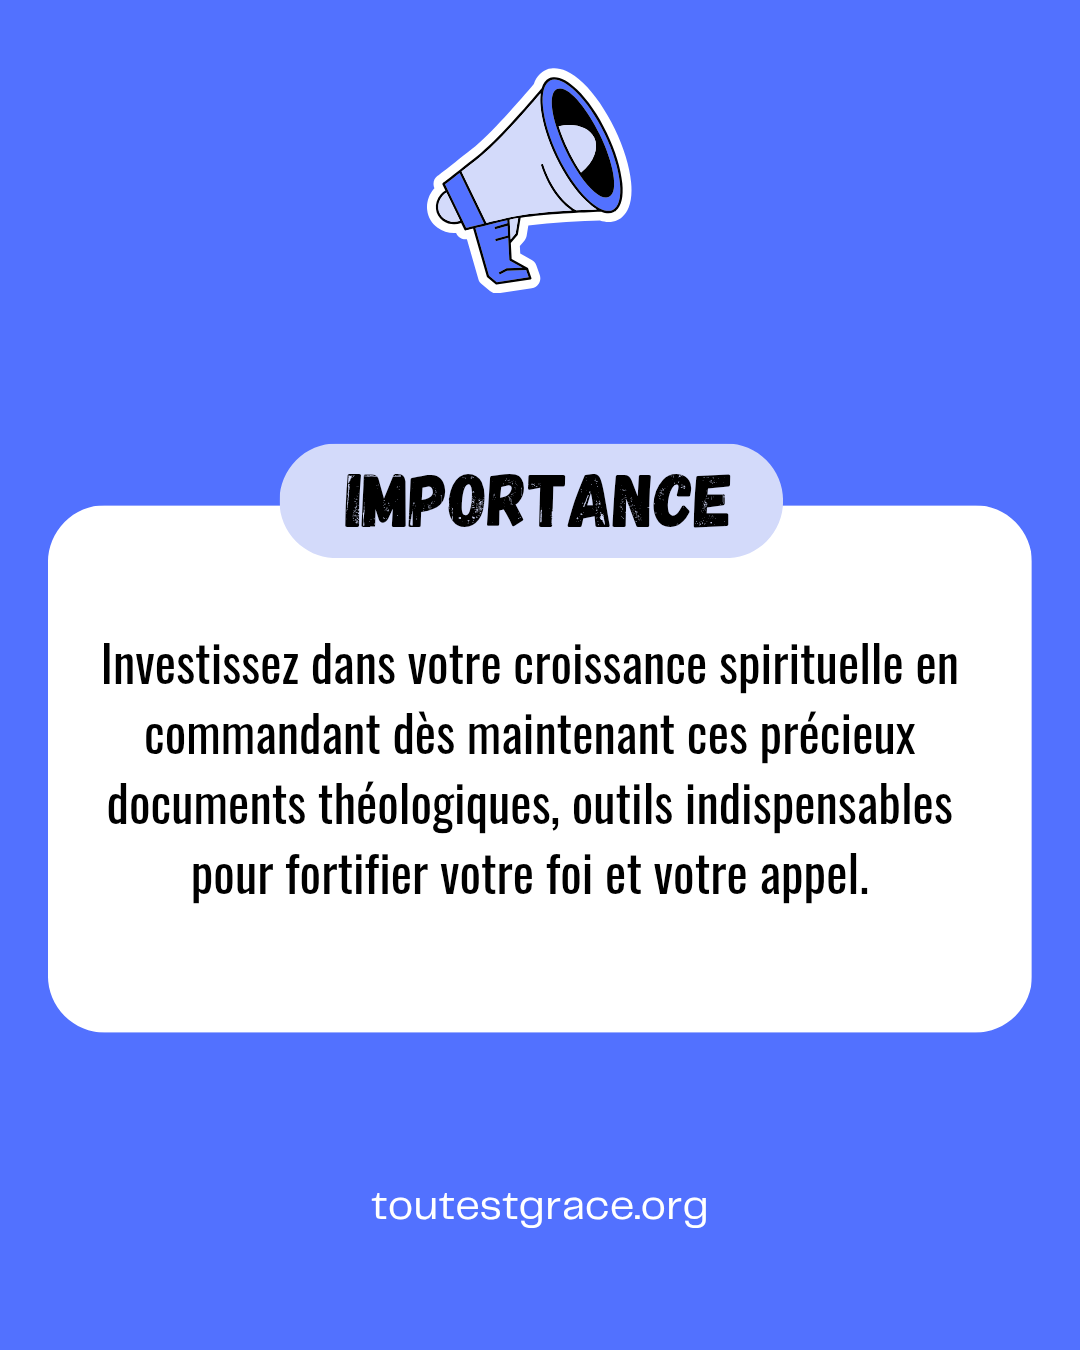 IMPORTANCE
Investissez dans votre croissance spirituelle en
commandant dès maintenant ces précieux
documents théologiques, outils indispensables
pour fortifier votre foi et votre appel.
toutestgrace.org